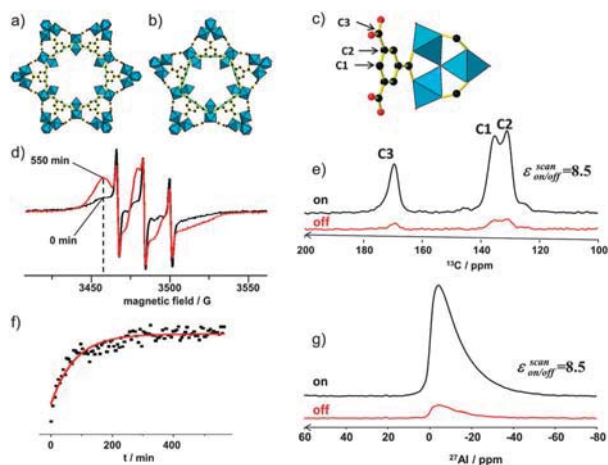 a)
b)
c)
C3
C2
C1
d)
550 min
0 min
3450
3500
3550
magnetic field / G
e)
C3
C1
C2
ε scan on/off =8.5
on
off
200
180
160
140
120
100
¹³C / ppm
f)
0
200
400
t / min
g)
ε scan on/off =8.5
on
off
60
40
20
0
-20
-40
-60
-80
²⁷Al / ppm